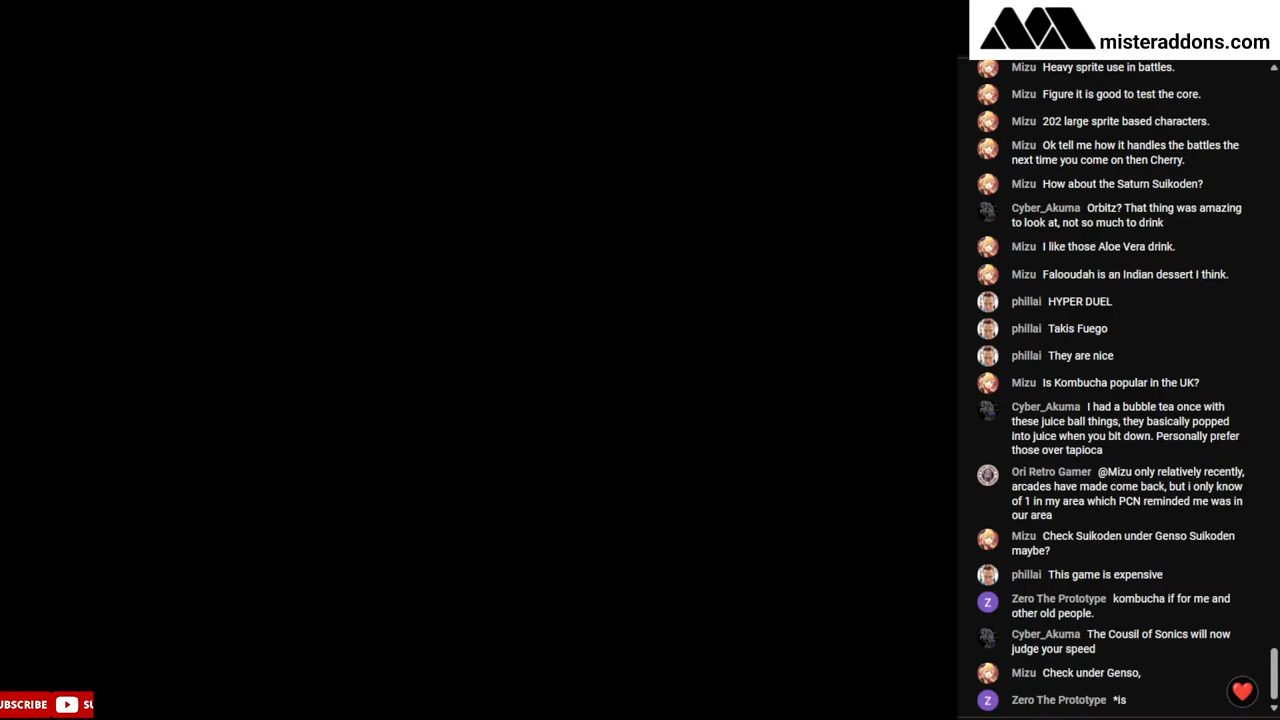 misteraddons.com
Mizu Heavy sprite use in battles.
Mizu Figure it is good to test the core.
Mizu 202 large sprite based characters.
Mizu Ok tell me how it handles the battles the
next time you come on then Cherry.
Mizu How about the Saturn Suikoden?
Cyber_Akuma Orbitz? That thing was amazing
to look at, not so much to drink
Mizu I like those Aloe Vera drink.
Mizu Falooudah is an Indian dessert I think.
phillai HYPER DUEL
phillai Takis Fuego
phillai They are nice
Mizu Is Kombucha popular in the UK?
Cyber_Akuma I had a bubble tea once with
these juice ball things, they basically popped
into juice when you bit down. Personally prefer
those over tapioca
Ori Retro Gamer @Mizu only relatively recently,
arcades have made come back, but i only know
of 1 in my area which PCN reminded me was in
our area
Mizu Check Suikoden under Genso Suikoden
maybe?
phillai This game is expensive
Z Zero The Prototype kombucha if for me and
other old people.
Cyber_Akuma The Cousil of Sonics will now
judge your speed
Mizu Check under Genso,
Z Zero The Prototype *is
UBSCRIBE SU